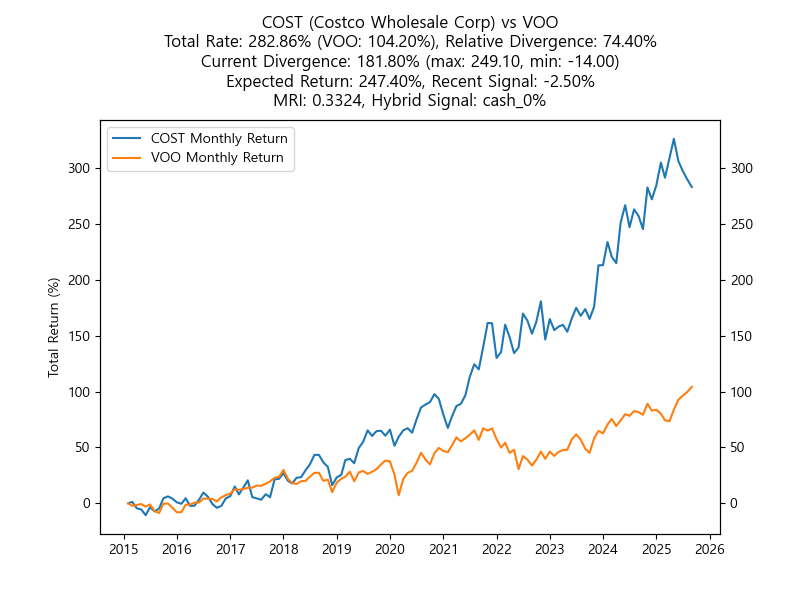 COST (Costco Wholesale Corp) vs VOO
Total Rate: 282.86% (VOO: 104.20%), Relative Divergence: 74.40%
Current Divergence: 181.80% (max: 249.10, min: -14.00)
Expected Return: 247.40%, Recent Signal: -2.50%
MRI: 0.3324, Hybrid Signal: cash_0%
COST Monthly Return
VOO Monthly Return
Total Return (%)
300 300
250 250
200 200
150 150
100 100
50 50
0 0
2015 2016 2017 2018 2019 2020 2021 2022 2023 2024 2025 2026